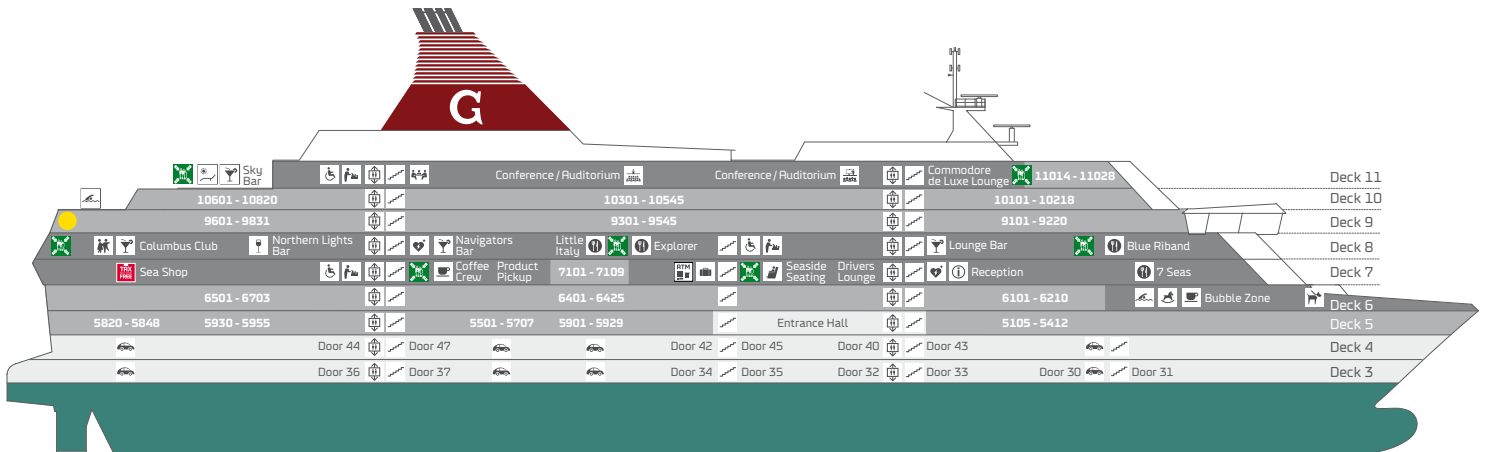 G
Sky
Bar
Conference / Auditorium
Conference / Auditorium
Commodore
de Luxe Lounge
11014 - 11028
Deck 11
10601 - 10820
10301 - 10545
10101 - 10218
Deck 10
9601 - 9831
9301 - 9545
9101 - 9220
Deck 9
Columbus Club
Northern Lights
Bar
Navigators
Bar
Little
Italy
Explorer
Lounge Bar
Blue Riband
Deck 8
TAX
FREE
Sea Shop
Coffee
Crew
Product
Pickup
7101 - 7109
ATM
Seaside
Seating
Drivers
Lounge
Reception
7 Seas
Deck 7
6501 - 6703
6401 - 6425
6101 - 6210
Bubble Zone
Deck 6
5820 - 5848
5930 - 5955
5501 - 5707
5901 - 5929
Entrance Hall
5105 - 5412
Deck 5
Door 44
Door 47
Door 42
Door 45
Door 40
Door 43
Deck 4
Door 36
Door 37
Door 34
Door 35
Door 32
Door 33
Door 30
Door 31
Deck 3